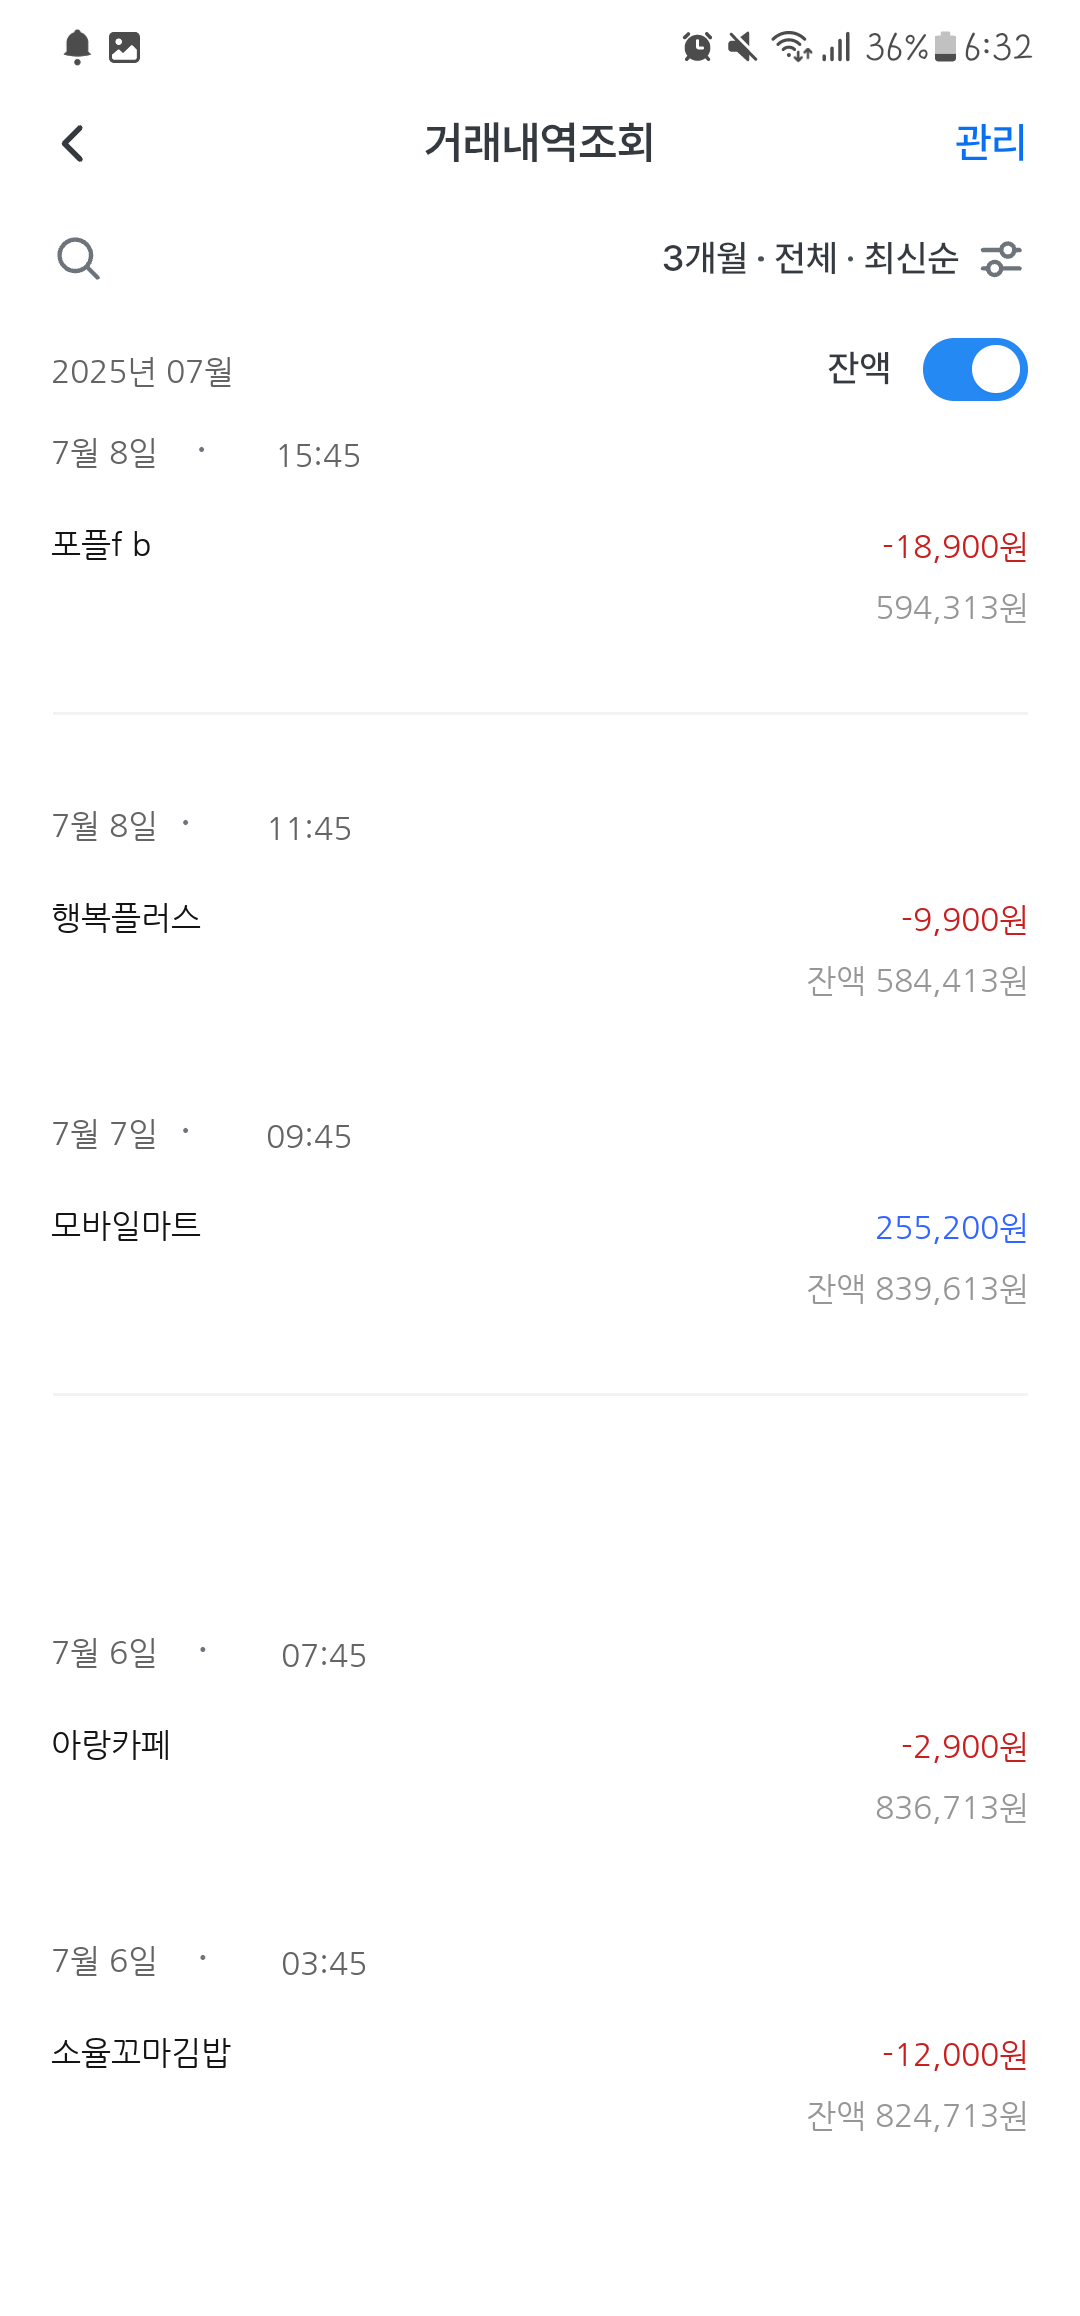 36% 6:32
거래내역조회 관리
3개월 · 전체 · 최신순
2025년 07월 잔액
7월 8일 · 15:45
포플f b -18,900원
594,313원
7월 8일 · 11:45
행복플러스 -9,900원
잔액 584,413원
7월 7일 · 09:45
모바일마트 255,200원
잔액 839,613원
7월 6일 · 07:45
아랑카페 -2,900원
836,713원
7월 6일 · 03:45
소율꼬마김밥 -12,000원
잔액 824,713원